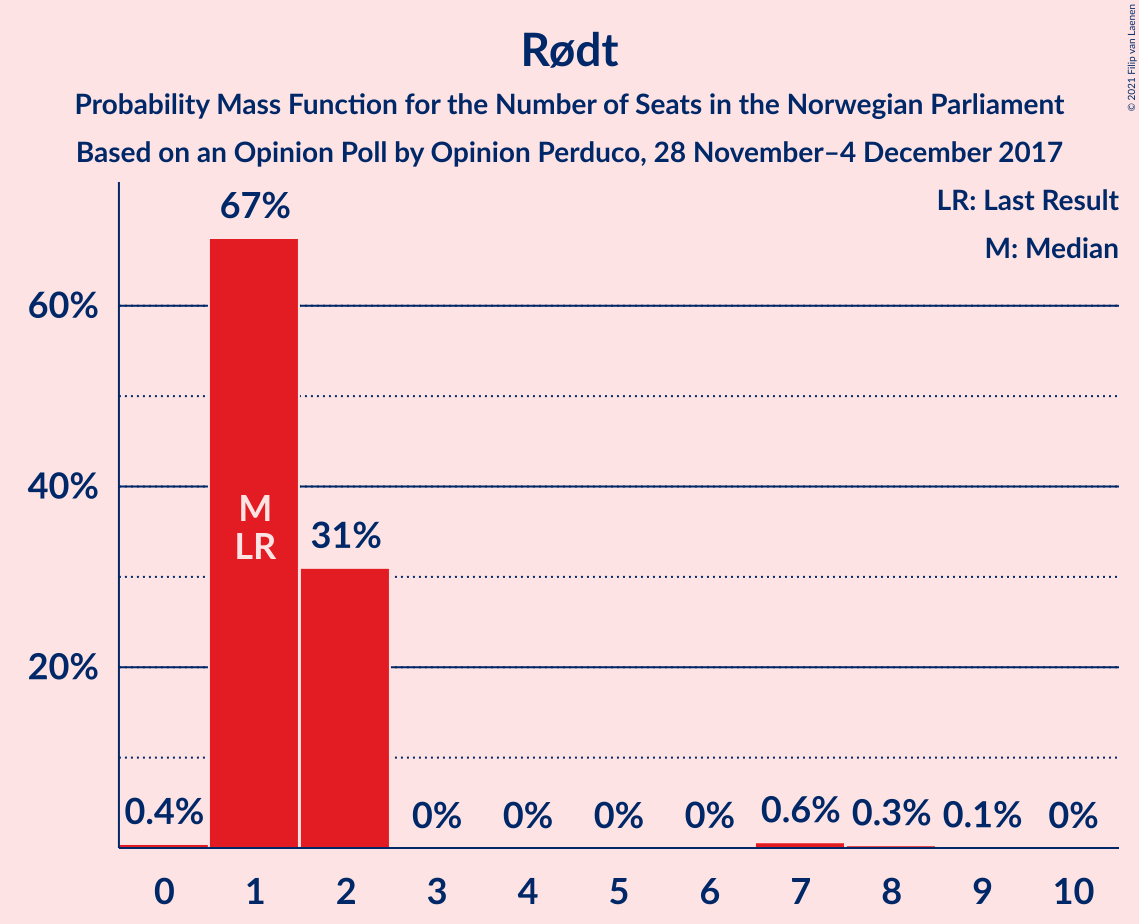 Rødt
Probability Mass Function for the Number of Seats in the Norwegian Parliament
Based on an Opinion Poll by Opinion Perduco, 28 November–4 December 2017
© 2021 Filip van Laenen
LR: Last Result
M: Median
67%
60%
40%
M
LR
31%
20%
0.4%
0%
0%
0%
0%
0.6%
0.3%
0.1%
0%
0 1 2 3 4 5 6 7 8 9 10